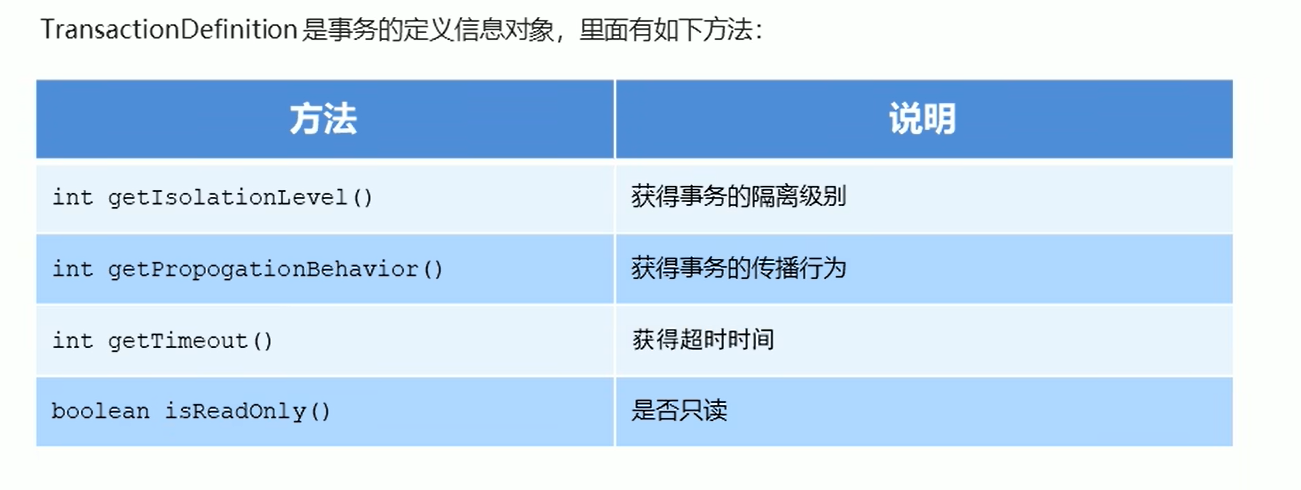 TransactionDefinition 是事务的定义信息对象，里面有如下方法：
方法 说明
int getIsolationLevel() 获得事务的隔离级别
int getPropogationBehavior() 获得事务的传播行为
int getTimeout() 获得超时时间
boolean isReadOnly() 是否只读